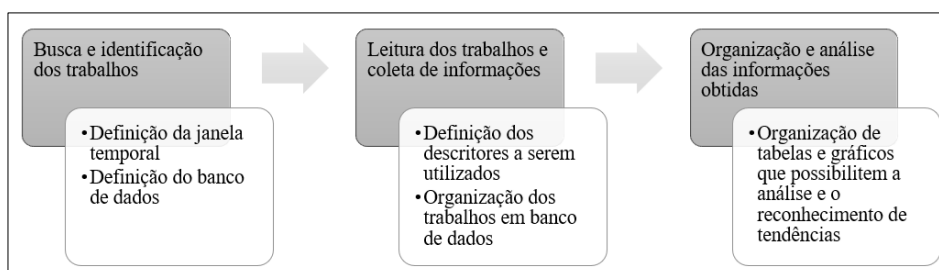 Busca e identificação
dos trabalhos
•Definição da janela
temporal
•Definição do banco
de dados
Leitura dos trabalhos e
coleta de informações
•Definição dos
descritores a serem
utilizados
•Organização dos
trabalhos em banco
de dados
Organização e análise
das informações
obtidas
•Organização de
tabelas e gráficos
que possibilitem a
análise e o
reconhecimento de
tendências